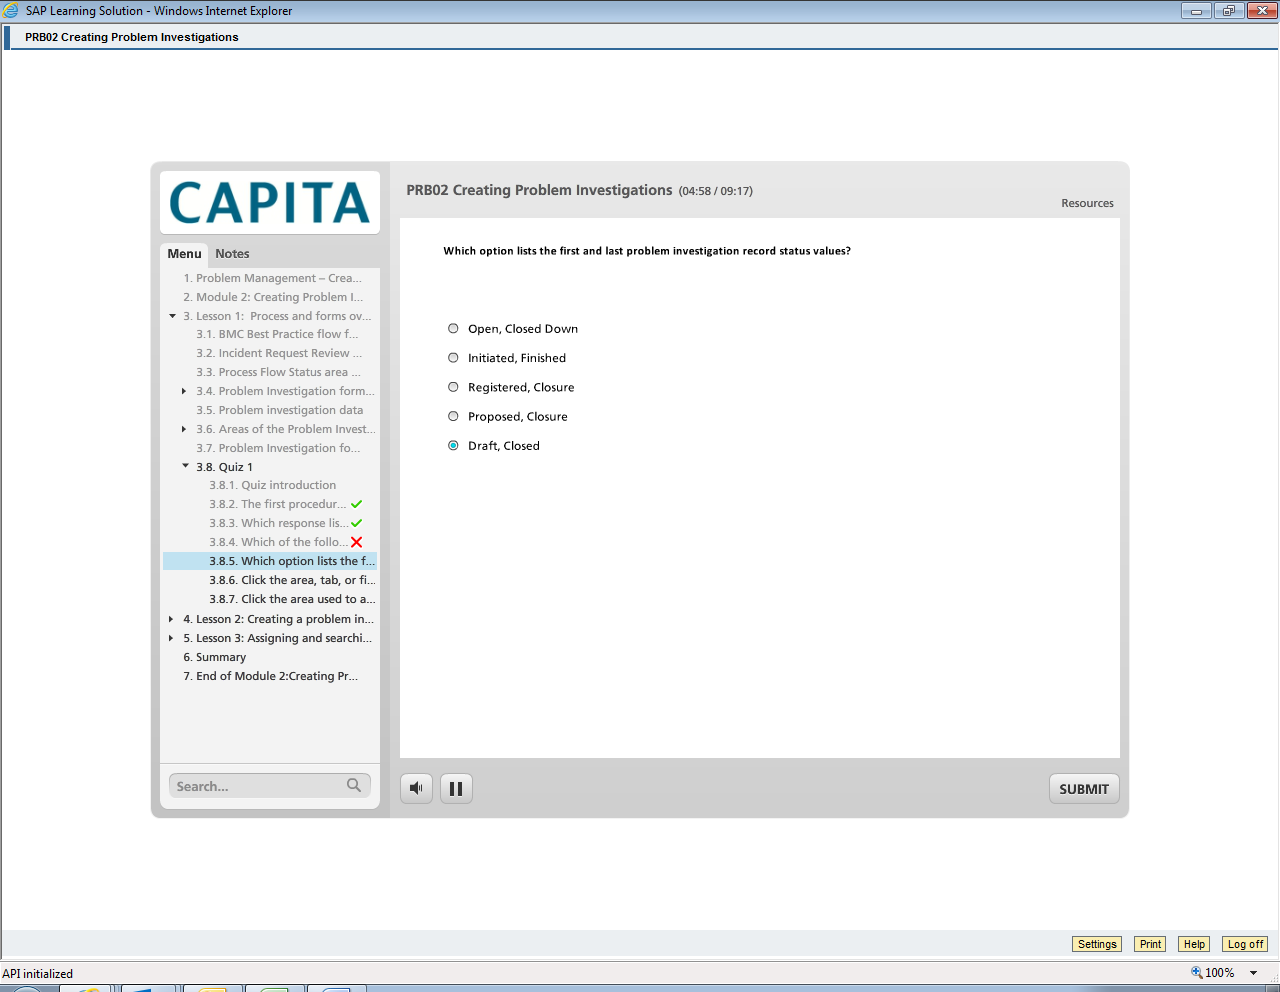 SAP Learning Solution - Windows Internet Explorer
PRB02 Creating Problem Investigations
CAPITA
PRB02 Creating Problem Investigations (04:58 / 09:17)
Resources
Menu Notes
1. Problem Management – Crea...
2. Module 2: Creating Problem I...
3. Lesson 1: Process and forms ov...
3.1. BMC Best Practice flow f...
3.2. Incident Request Review ...
3.3. Process Flow Status area ...
3.4. Problem Investigation form...
3.5. Problem investigation data
3.6. Areas of the Problem Invest...
3.7. Problem Investigation fo...
3.8. Quiz 1
3.8.1. Quiz introduction
3.8.2. The first procedur...
3.8.3. Which response lis...
3.8.4. Which of the follo...
3.8.5. Which option lists the f...
3.8.6. Click the area, tab, or fi...
3.8.7. Click the area used to a...
4. Lesson 2: Creating a problem in...
5. Lesson 3: Assigning and searchi...
6. Summary
7. End of Module 2:Creating Pr...
Search...
Which option lists the first and last problem investigation record status values?
Open, Closed Down
Initiated, Finished
Registered, Closure
Proposed, Closure
Draft, Closed
SUBMIT
Settings Print Help Log off
API initialized
100%